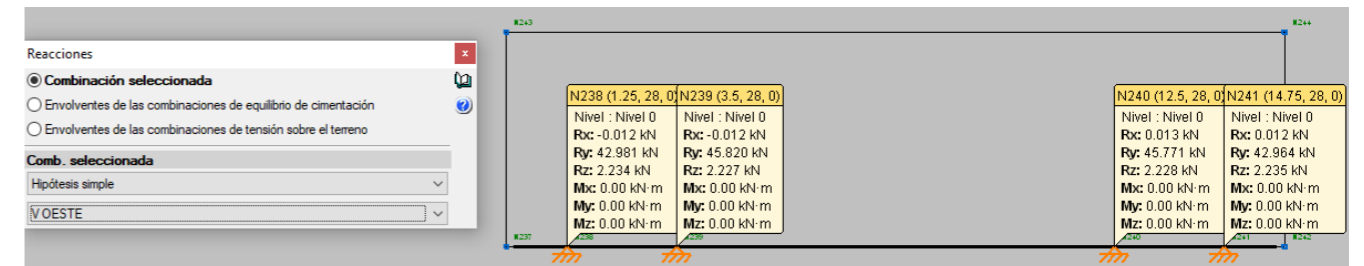 N243
N244
Reacciones
x
Combinación seleccionada
Envolventes de las combinaciones de equilibrio de cimentación
?
Envolventes de las combinaciones de tensión sobre el terreno
Comb. seleccionada
Hipótesis simple
V OESTE
N238 (1.25, 28, 0)
Nivel : Nivel 0
Rx: -0.012 kN
Ry: 42.981 kN
Rz: 2.234 kN
Mx: 0.00 kN·m
My: 0.00 kN·m
Mz: 0.00 kN·m
N239 (3.5, 28, 0)
Nivel : Nivel 0
Rx: -0.012 kN
Ry: 45.820 kN
Rz: 2.227 kN
Mx: 0.00 kN·m
My: 0.00 kN·m
Mz: 0.00 kN·m
N240 (12.5, 28, 0)
Nivel : Nivel 0
Rx: 0.013 kN
Ry: 45.771 kN
Rz: 2.228 kN
Mx: 0.00 kN·m
My: 0.00 kN·m
Mz: 0.00 kN·m
N241 (14.75, 28, 0)
Nivel : Nivel 0
Rx: 0.012 kN
Ry: 42.964 kN
Rz: 2.235 kN
Mx: 0.00 kN·m
My: 0.00 kN·m
Mz: 0.00 kN·m
N237
N238
N239
N240
N241
N242